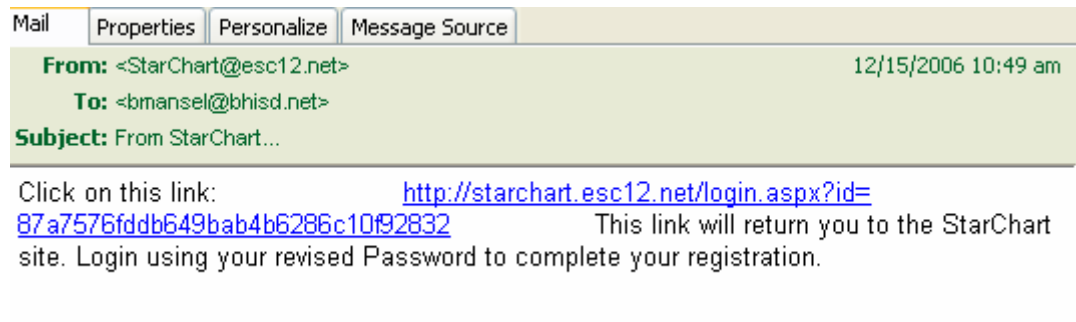 Mail Properties Personalize Message Source
From: <StarChart@esc12.net> 12/15/2006 10:49 am
To: <bmansel@bhisd.net>
Subject: From StarChart...
Click on this link: http://starchart.esc12.net/login.aspx?id=
87a7576fddb649bab4b6286c10f92832 This link will return you to the StarChart
site. Login using your revised Password to complete your registration.